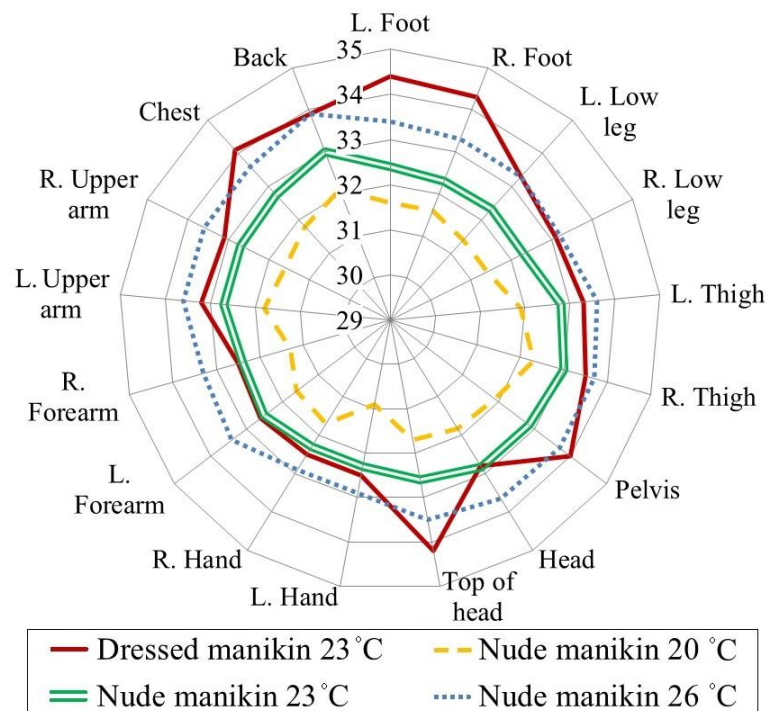 L. Foot
R. Foot
L. Low
leg
R. Low
leg
L. Thigh
R. Thigh
Pelvis
Head
Top of
head
L. Hand
R. Hand
L.
Forearm
R.
Forearm
L. Upper
arm
R. Upper
arm
Chest
Back
35
34
33
32
31
30
29
Dressed manikin 23 °C
Nude manikin 20 °C
Nude manikin 23 °C
Nude manikin 26 °C